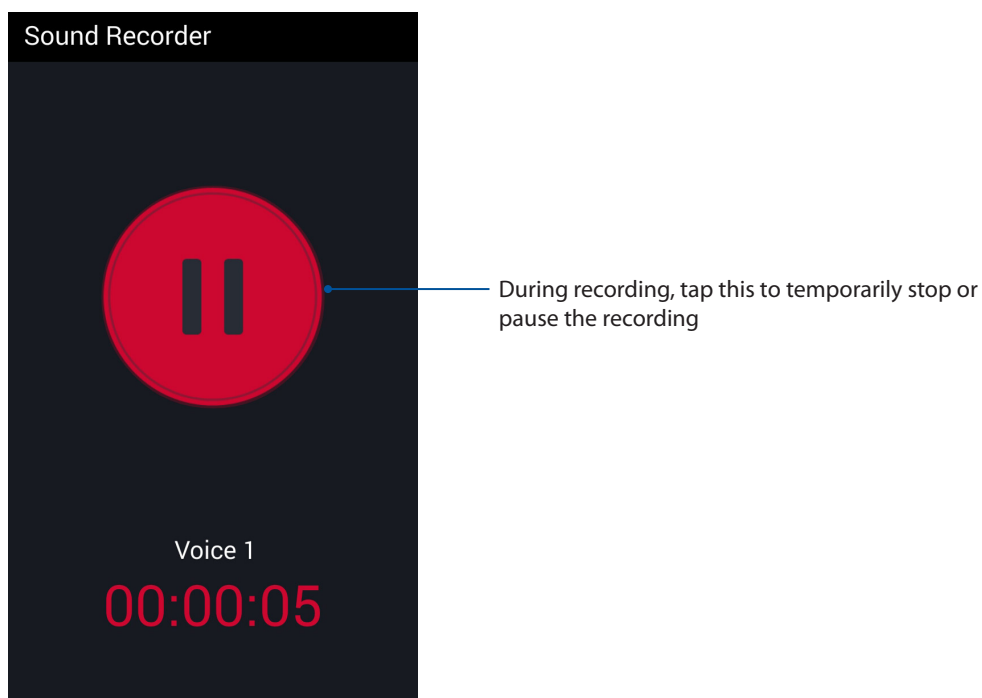 Sound Recorder
During recording, tap this to temporarily stop or
pause the recording
Voice 1
00:00:05